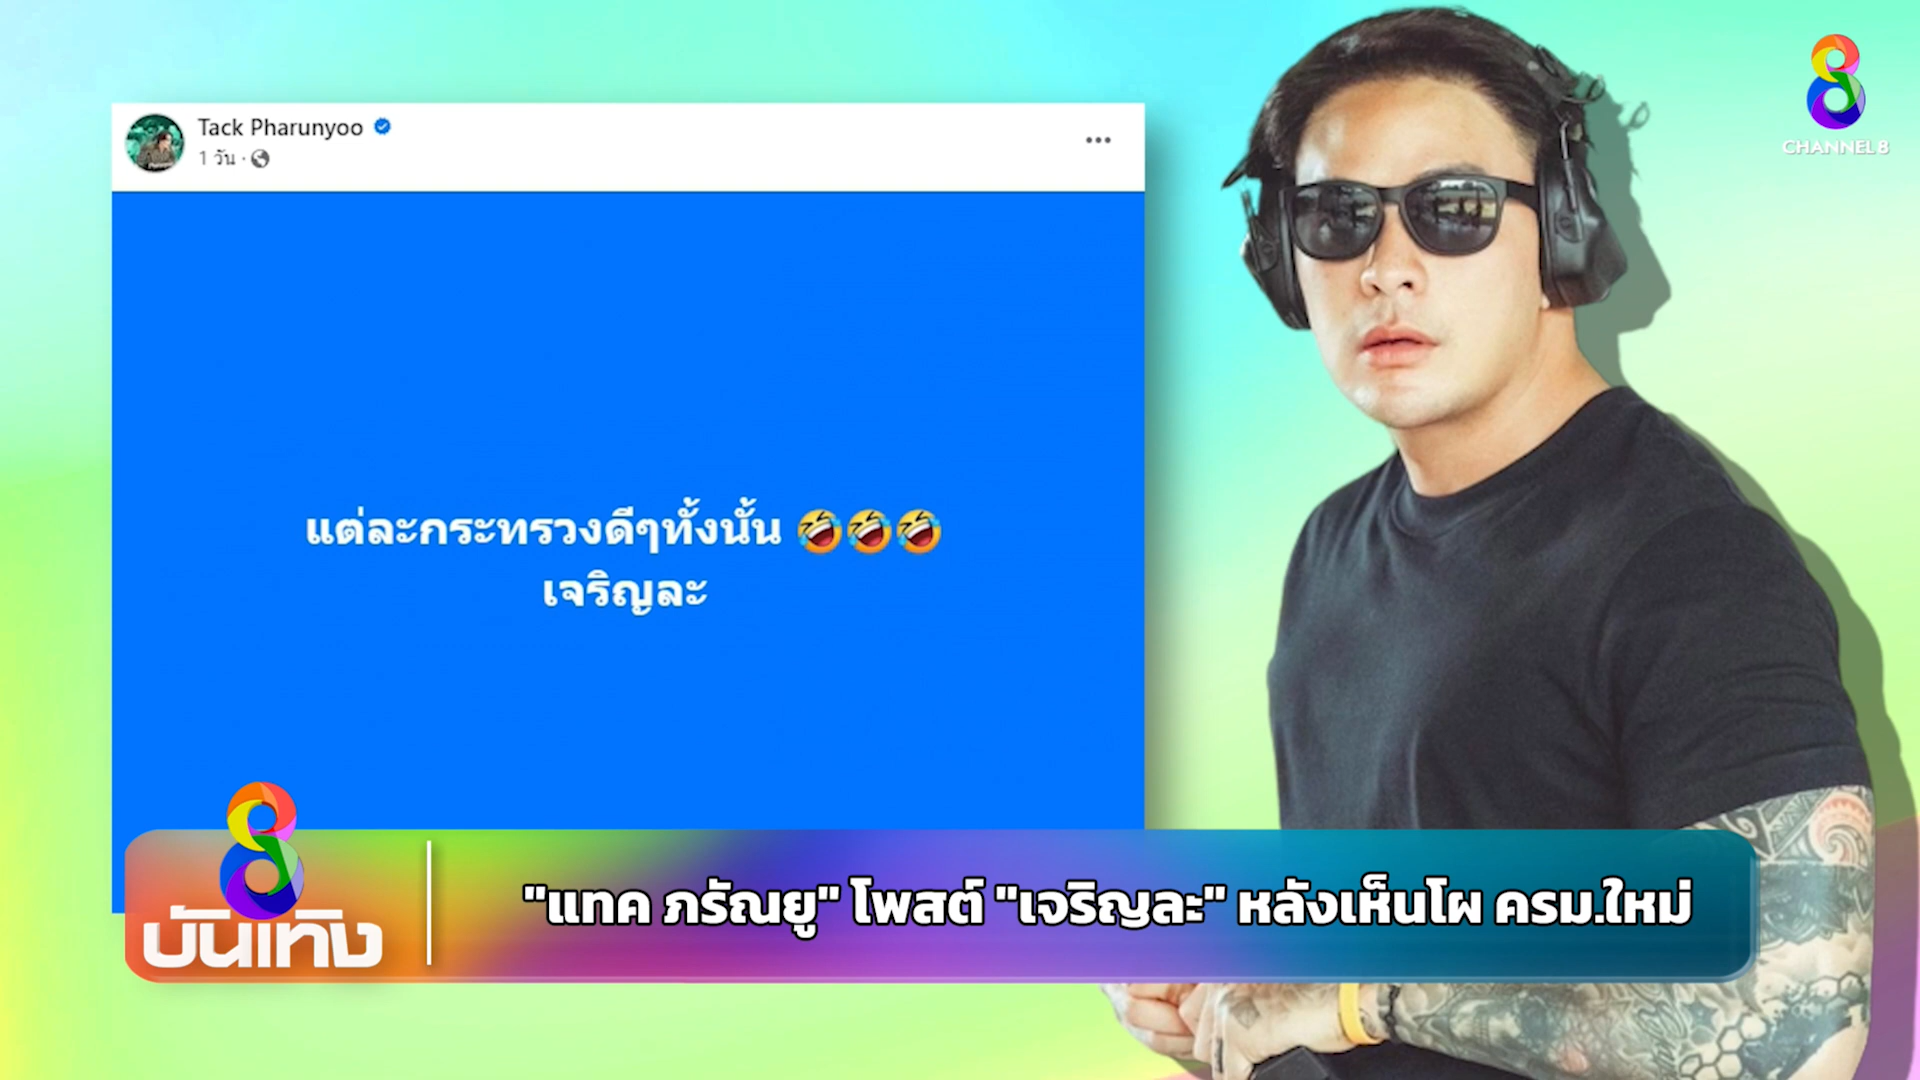 Tack Pharunyoo
1 วัน ·
แต่ละกระทรวงดีๆทั้งนั้น 🤣🤣🤣
เจริญละ
8
CHANNEL 8
8
บันเทิง
"แทค ภรัณยู" โพสต์ "เจริญละ" หลังเห็นโผ ครม.ใหม่